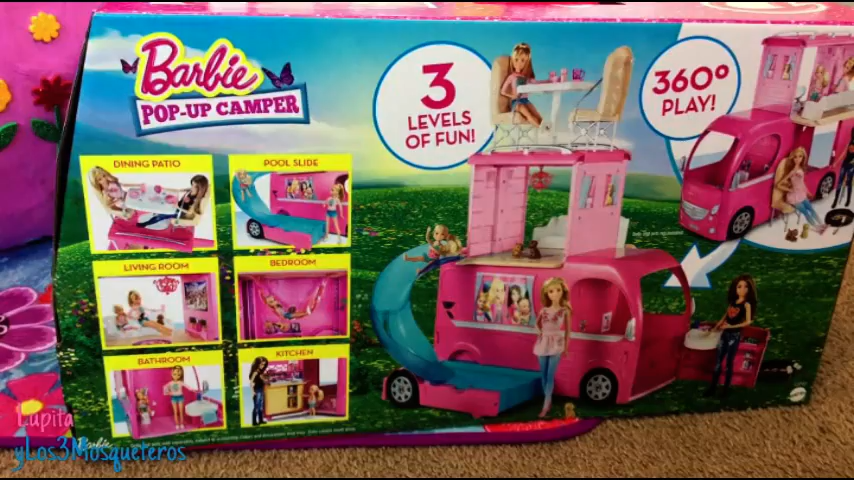 Barbie
POP-UP CAMPER
3
LEVELS
OF FUN!
360°
PLAY!
DINING PATIO
POOL SLIDE
LIVING ROOM
BEDROOM
BATHROOM
KITCHEN
Lupita
yLos3Mosqueteros
Barbie